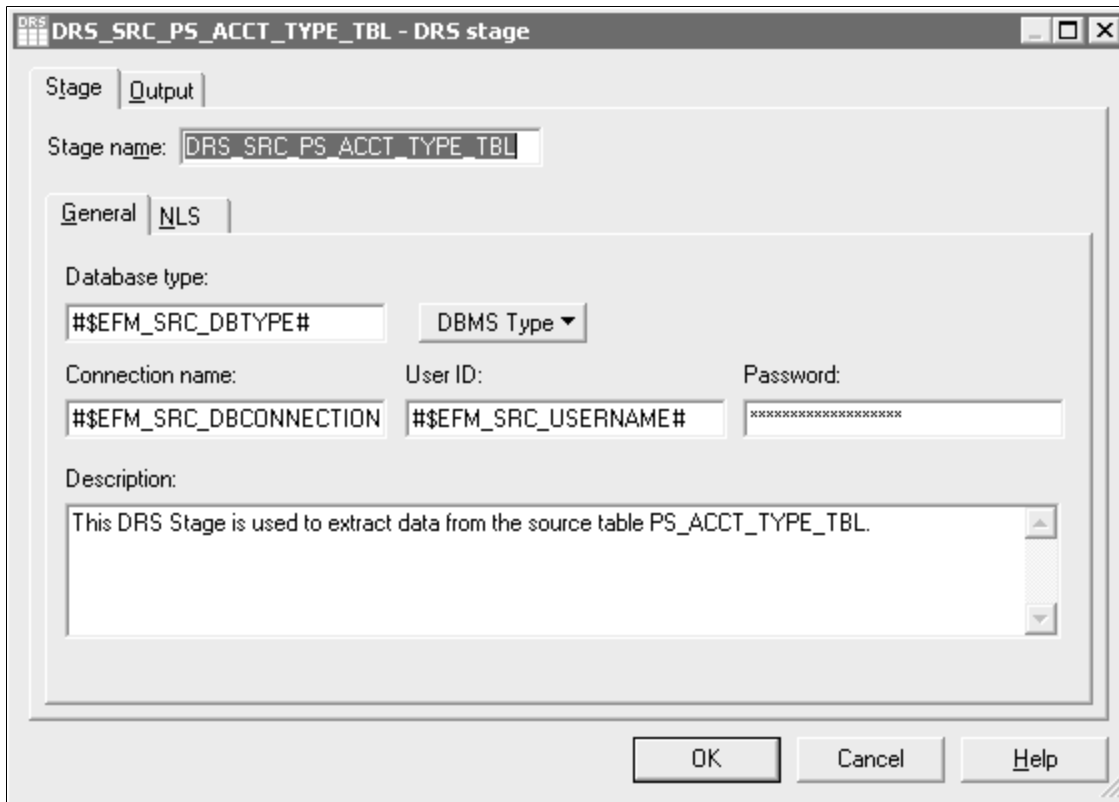 DRS DRS_SRC_PS_ACCT_TYPE_TBL - DRS stage
Stage Output
Stage name: DRS_SRC_PS_ACCT_TYPE_TBL
General NLS
Database type:
#$EFM_SRC_DBTYPE# DBMS Type
Connection name: User ID: Password:
#$EFM_SRC_DBCONNECTION #$EFM_SRC_USERNAME# *******************
Description:
This DRS Stage is used to extract data from the source table PS_ACCT_TYPE_TBL.
OK Cancel Help